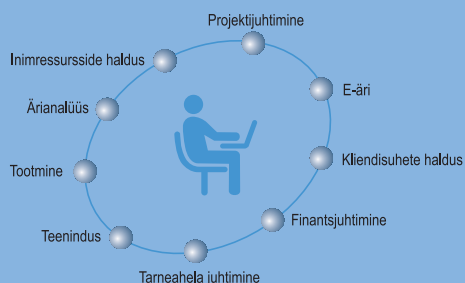 Projektijuhtimine
Inimressursside haldus
E-äri
Ärianalüüs
Kliendisuhete haldus
Tootmine
Finantsjuhtimine
Teenindus
Tarneahela juhtimine